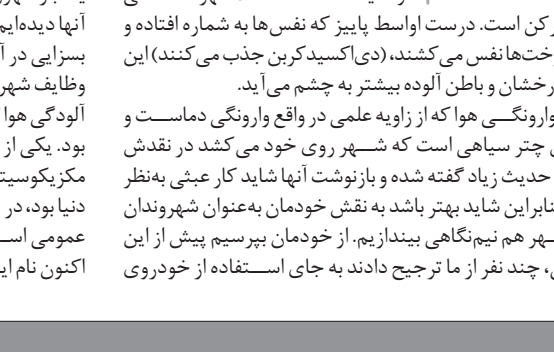 رکن است. درست اواسط پاییز که نفس‌ها به شماره افتاده و
خت‌ها نفس می‌کشند، (دی‌اکسیدکربن جذب می‌کنند) این
رخشان و باطن آلوده بیشتر به چشم می‌آید.
وارونگی هوا که از زاویه علمی در واقع وارونگی دماست و
چتر سیاهی است که شهر روی خود می‌کشد در نقدش
حدیث زیاد گفته شده و بازنوشت آنها شاید کار عبثی به‌نظر
نابراین شاید بهتر باشد به نقش خودمان به‌عنوان شهروندان
هر هم نیم‌نگاهی بیندازیم. از خودمان بپرسیم پیش از این
چند نفر از ما ترجیح دادند به جای استفاده از خودروی
آنها دیده‌ایم
بسزایی در آ
وظایف شهر
آلودگی هوا
بود. یکی از
مکزیکوسیت
دنیا بود، در
عمومی اس
اکنون نام ای